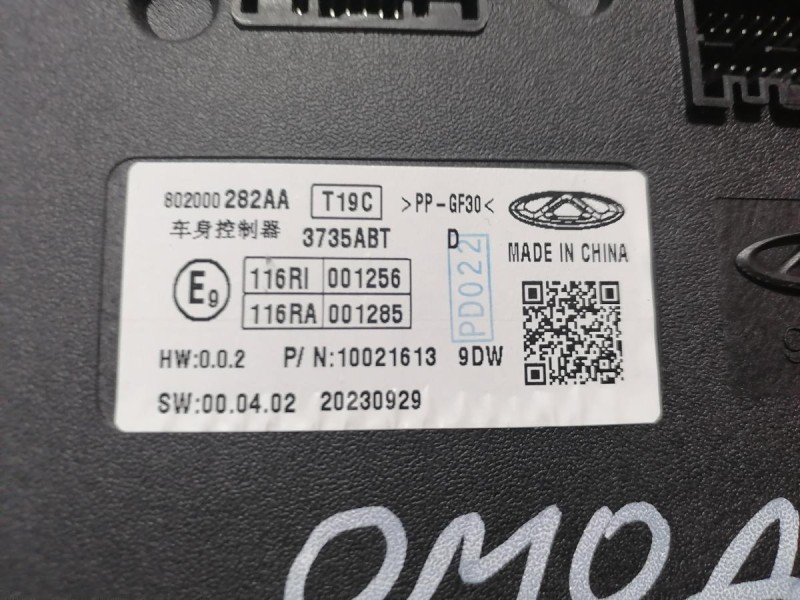 802000282AA T19C >PP-GF30<
车身控制器 3735ABT D MADE IN CHINA
PD022
E9 116RI 001256
116RA 001285
HW:0.0.2 P/N:10021613 9DW
SW:00.04.02 20230929
OMOA